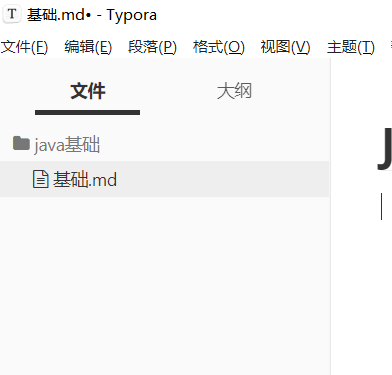 T 基础.md• - Typora
文件(F) 编辑(E) 段落(P) 格式(O) 视图(V) 主题(T)
文件 大纲
java基础
基础.md